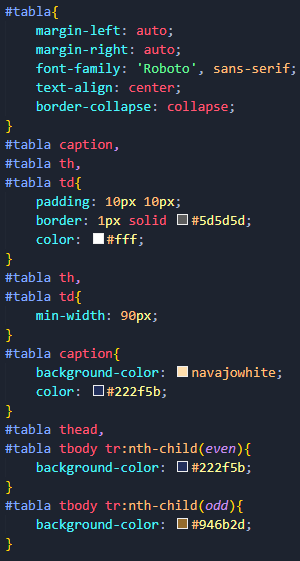 #tabla{
    margin-left: auto;
    margin-right: auto;
    font-family: 'Roboto', sans-serif;
    text-align: center;
    border-collapse: collapse;
}
#tabla caption,
#tabla th,
#tabla td{
    padding: 10px 10px;
    border: 1px solid #5d5d5d;
    color: #fff;
}
#tabla th,
#tabla td{
    min-width: 90px;
}
#tabla caption{
    background-color: navajowhite;
    color: #222f5b;
}
#tabla thead,
#tabla tbody tr:nth-child(even){
    background-color: #222f5b;
}
#tabla tbody tr:nth-child(odd){
    background-color: #946b2d;
}